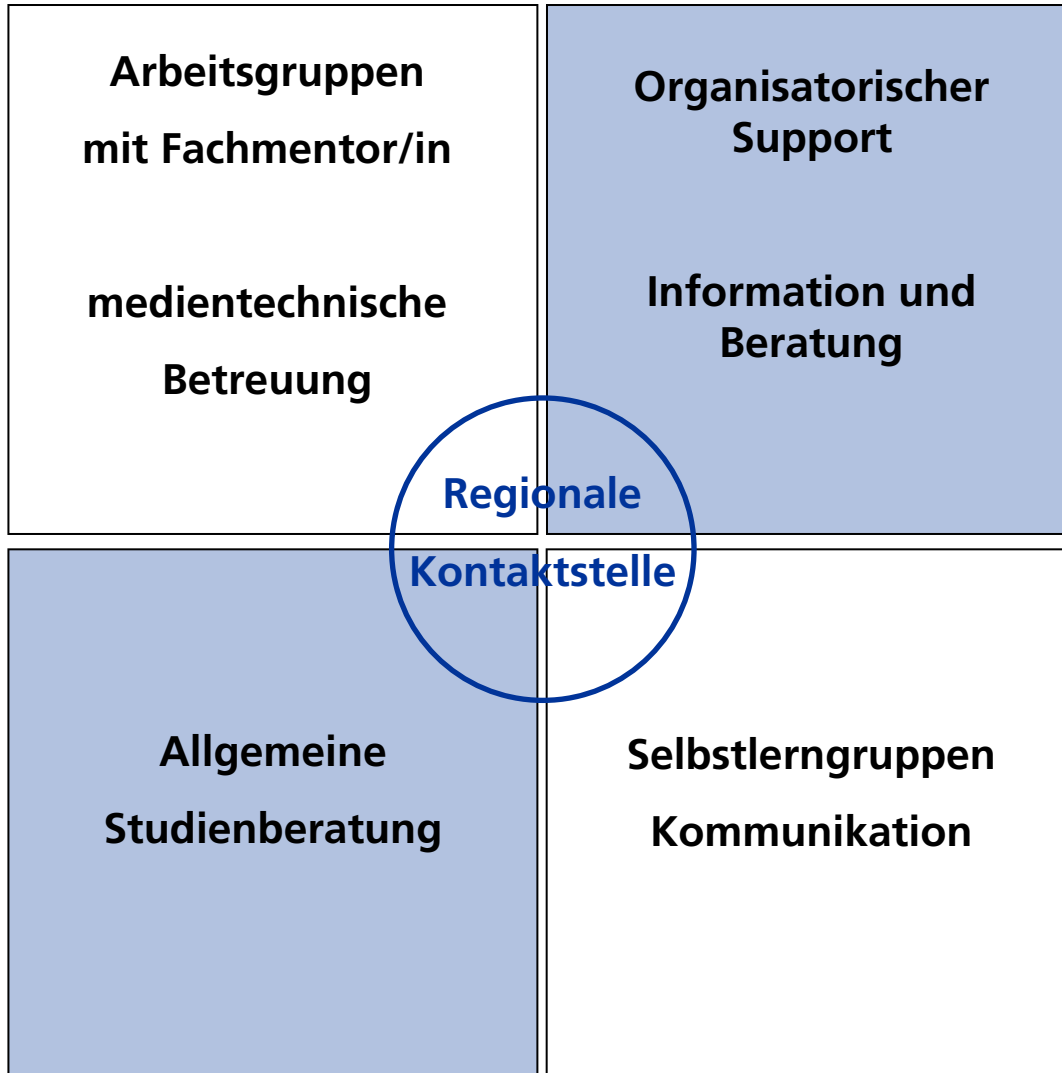 Arbeitsgruppen
mit Fachmentor/in
medientechnische
Betreuung
Organisatorischer
Support
Information und
Beratung
Regionale
Kontaktstelle
Allgemeine
Studienberatung
Selbstlerngruppen
Kommunikation